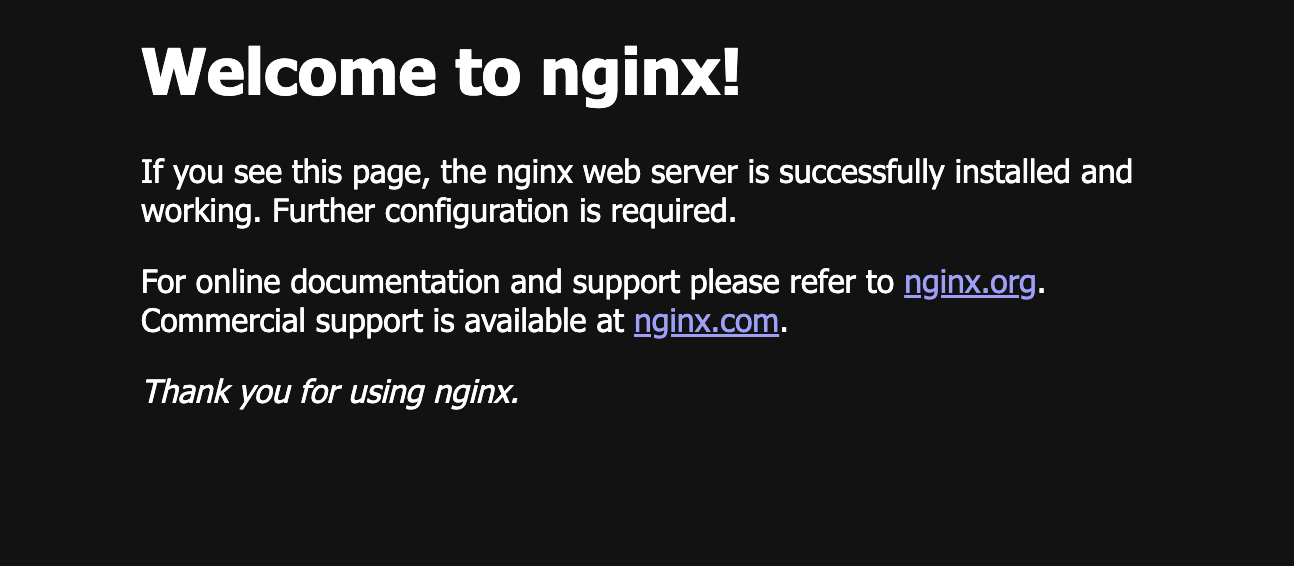 Welcome to nginx!
If you see this page, the nginx web server is successfully installed and
working. Further configuration is required.
For online documentation and support please refer to nginx.org.
Commercial support is available at nginx.com.
Thank you for using nginx.